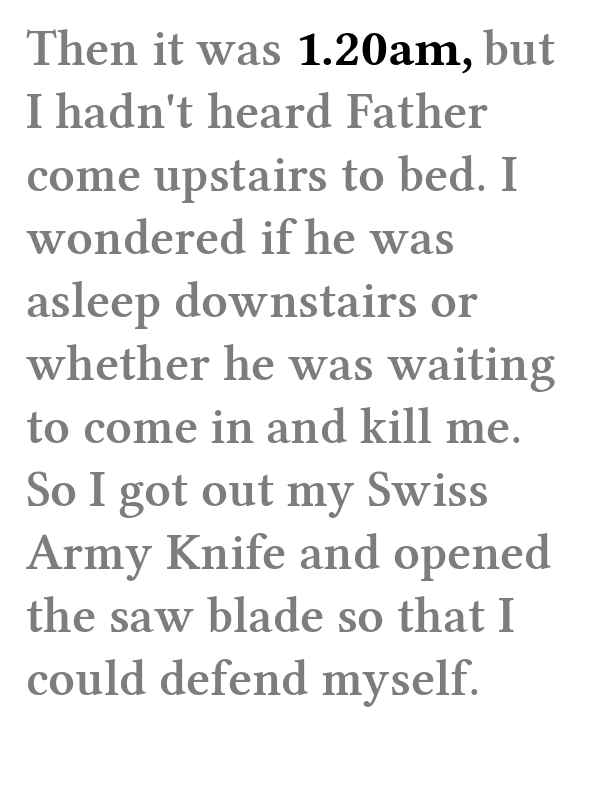 Then it was 1.20am, but
I hadn't heard Father
come upstairs to bed. I
wondered if he was
asleep downstairs or
whether he was waiting
to come in and kill me.
So I got out my Swiss
Army Knife and opened
the saw blade so that I
could defend myself.